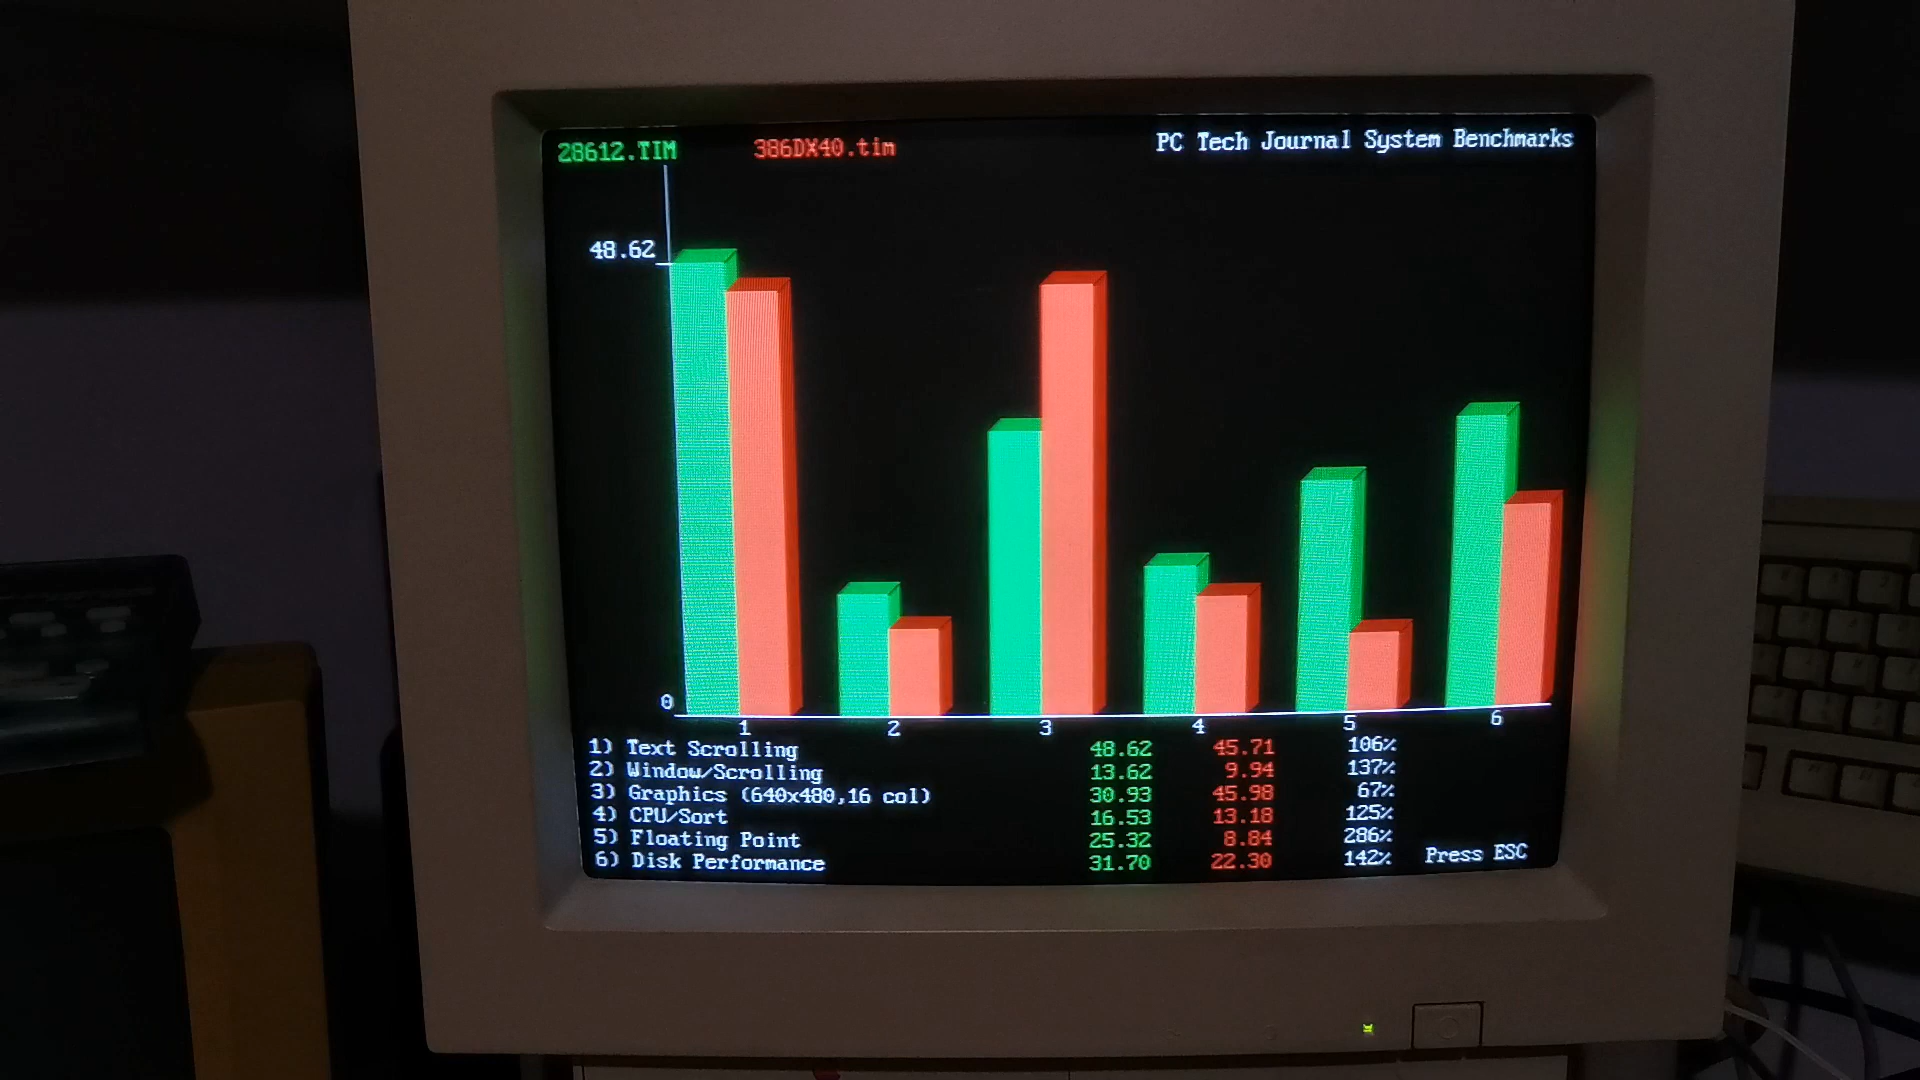 28612.TIM 386DX40.tim PC Tech Journal System Benchmarks
48.62
0
1 2 3 4 5 6
1) Text Scrolling 48.62 45.71 106%
2) Window/Scrolling 13.62 9.94 137%
3) Graphics (640x480,16 col) 30.93 45.98 67%
4) CPU/Sort 16.53 13.18 125%
5) Floating Point 25.32 8.84 286%
6) Disk Performance 31.70 22.30 142% Press ESC